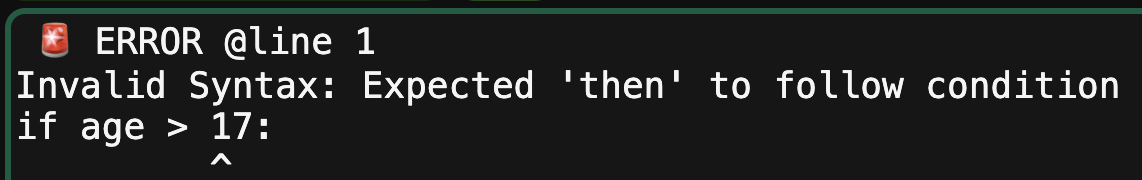 🚨 ERROR @line 1
Invalid Syntax: Expected 'then' to follow condition
if age > 17:
^